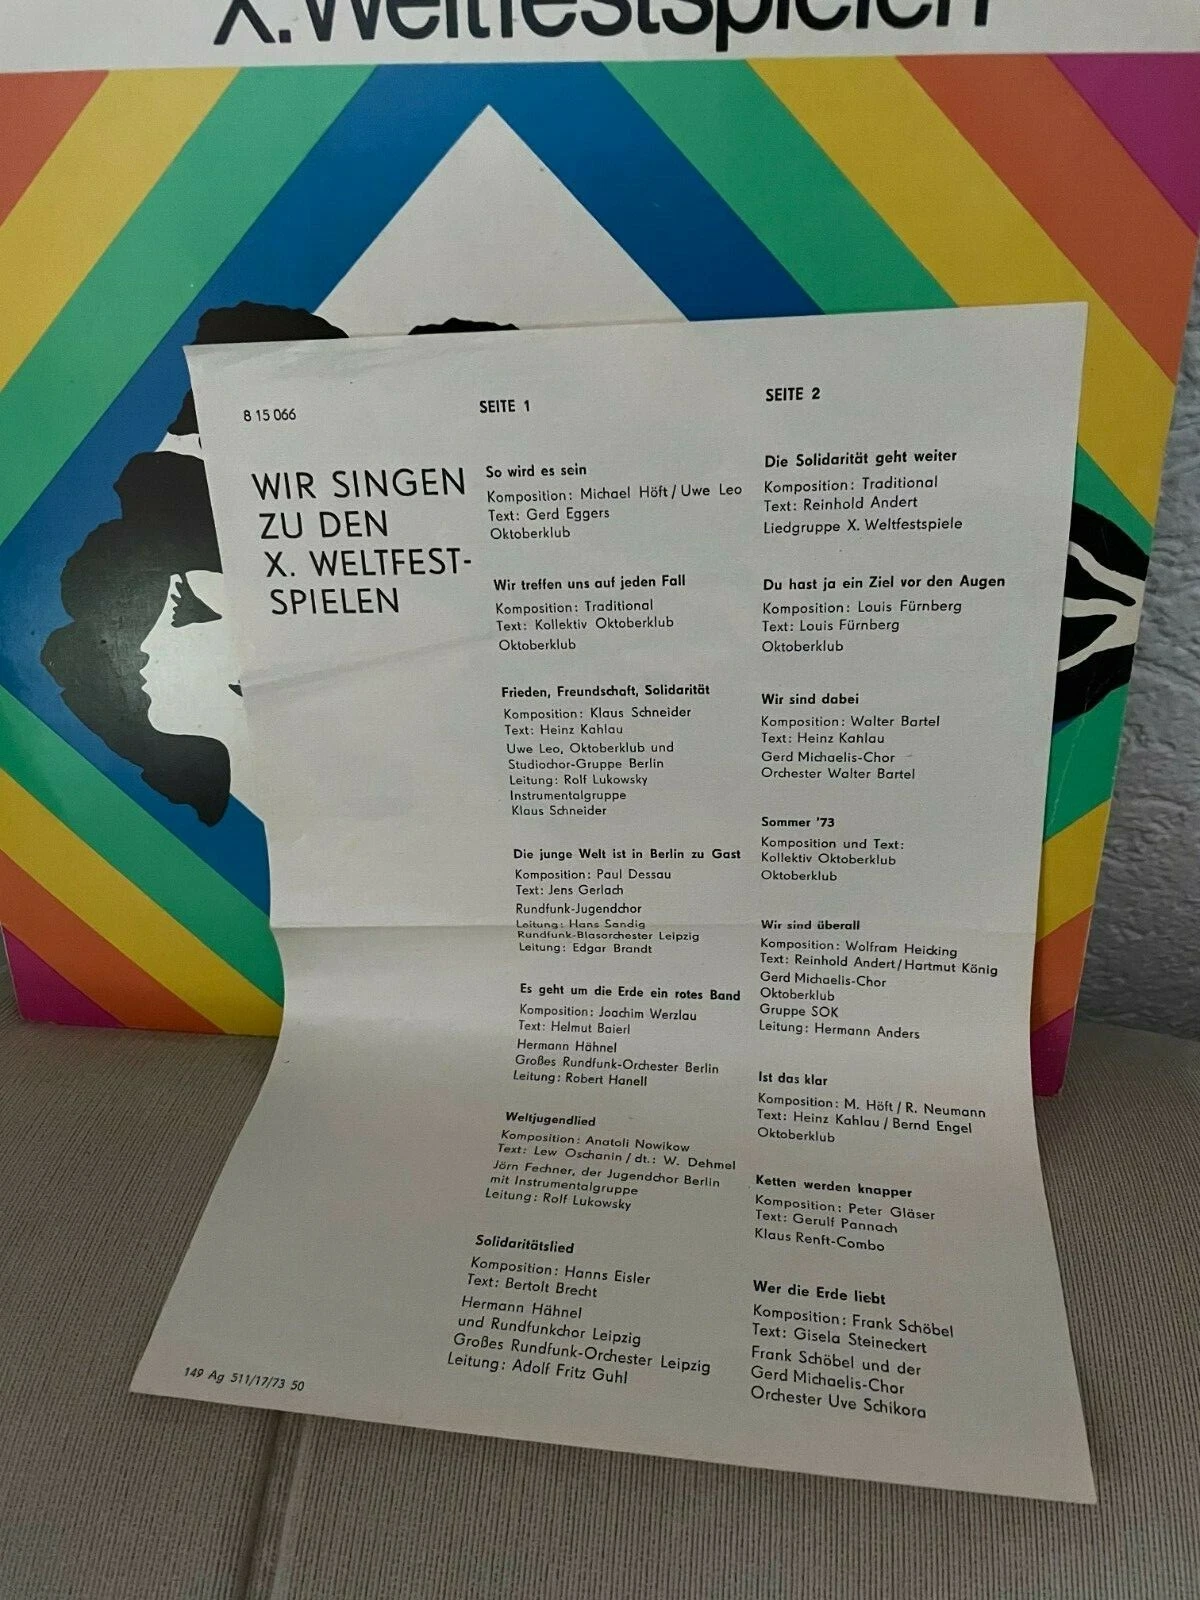 X. Weltfestspielen
8 15 066
WIR SINGEN
ZU DEN
X. WELTFEST-
SPIELEN
SEITE 1
So wird es sein
Komposition: Michael Höft / Uwe Leo
Text: Gerd Eggers
Oktoberklub
Wir treffen uns auf jeden Fall
Komposition: Traditional
Text: Kollektiv Oktoberklub
Oktoberklub
Frieden, Freundschaft, Solidarität
Komposition: Klaus Schneider
Text: Heinz Kahlau
Uwe Leo, Oktoberklub und
Studiochor-Gruppe Berlin
Leitung: Rolf Lukowsky
Instrumentalgruppe
Klaus Schneider
Die junge Welt ist in Berlin zu Gast
Komposition: Paul Dessau
Text: Jens Gerlach
Rundfunk-Jugendchor
Leitung: Hans Sandig
Rundfunk-Blasorchester Leipzig
Leitung: Edgar Brandt
Es geht um die Erde ein rotes Band
Komposition: Joachim Werzlau
Text: Helmut Baierl
Hermann Hähnel
Großes Rundfunk-Orchester Berlin
Leitung: Robert Hanell
Weltjugendlied
Komposition: Anatoli Nowikow
Text: Lew Oschanin / dt.: W. Dehmel
Jörn Fechner, der Jugendchor Berlin
mit Instrumentalgruppe
Leitung: Rolf Lukowsky
Solidaritätslied
Komposition: Hanns Eisler
Text: Bertolt Brecht
Hermann Hähnel
und Rundfunkchor Leipzig
Großes Rundfunk-Orchester Leipzig
Leitung: Adolf Fritz Guhl
SEITE 2
Die Solidarität geht weiter
Komposition: Traditional
Text: Reinhold Andert
Liedgruppe X. Weltfestspiele
Du hast ja ein Ziel vor den Augen
Komposition: Louis Fürnberg
Text: Louis Fürnberg
Oktoberklub
Wir sind dabei
Komposition: Walter Bartel
Text: Heinz Kahlau
Gerd Michaelis-Chor
Orchester Walter Bartel
Sommer '73
Komposition und Text:
Kollektiv Oktoberklub
Oktoberklub
Wir sind überall
Komposition: Wolfram Heicking
Text: Reinhold Andert/Hartmut König
Gerd Michaelis-Chor
Oktoberklub
Gruppe SOK
Leitung: Hermann Anders
Ist das klar
Komposition: M. Höft / R. Neumann
Text: Heinz Kahlau / Bernd Engel
Oktoberklub
Ketten werden knapper
Komposition: Peter Gläser
Text: Gerulf Pannach
Klaus Renft-Combo
Wer die Erde liebt
Komposition: Frank Schöbel
Text: Gisela Steineckert
Frank Schöbel und der
Gerd Michaelis-Chor
Orchester Uve Schikora
149 Ag 511/17/73 50